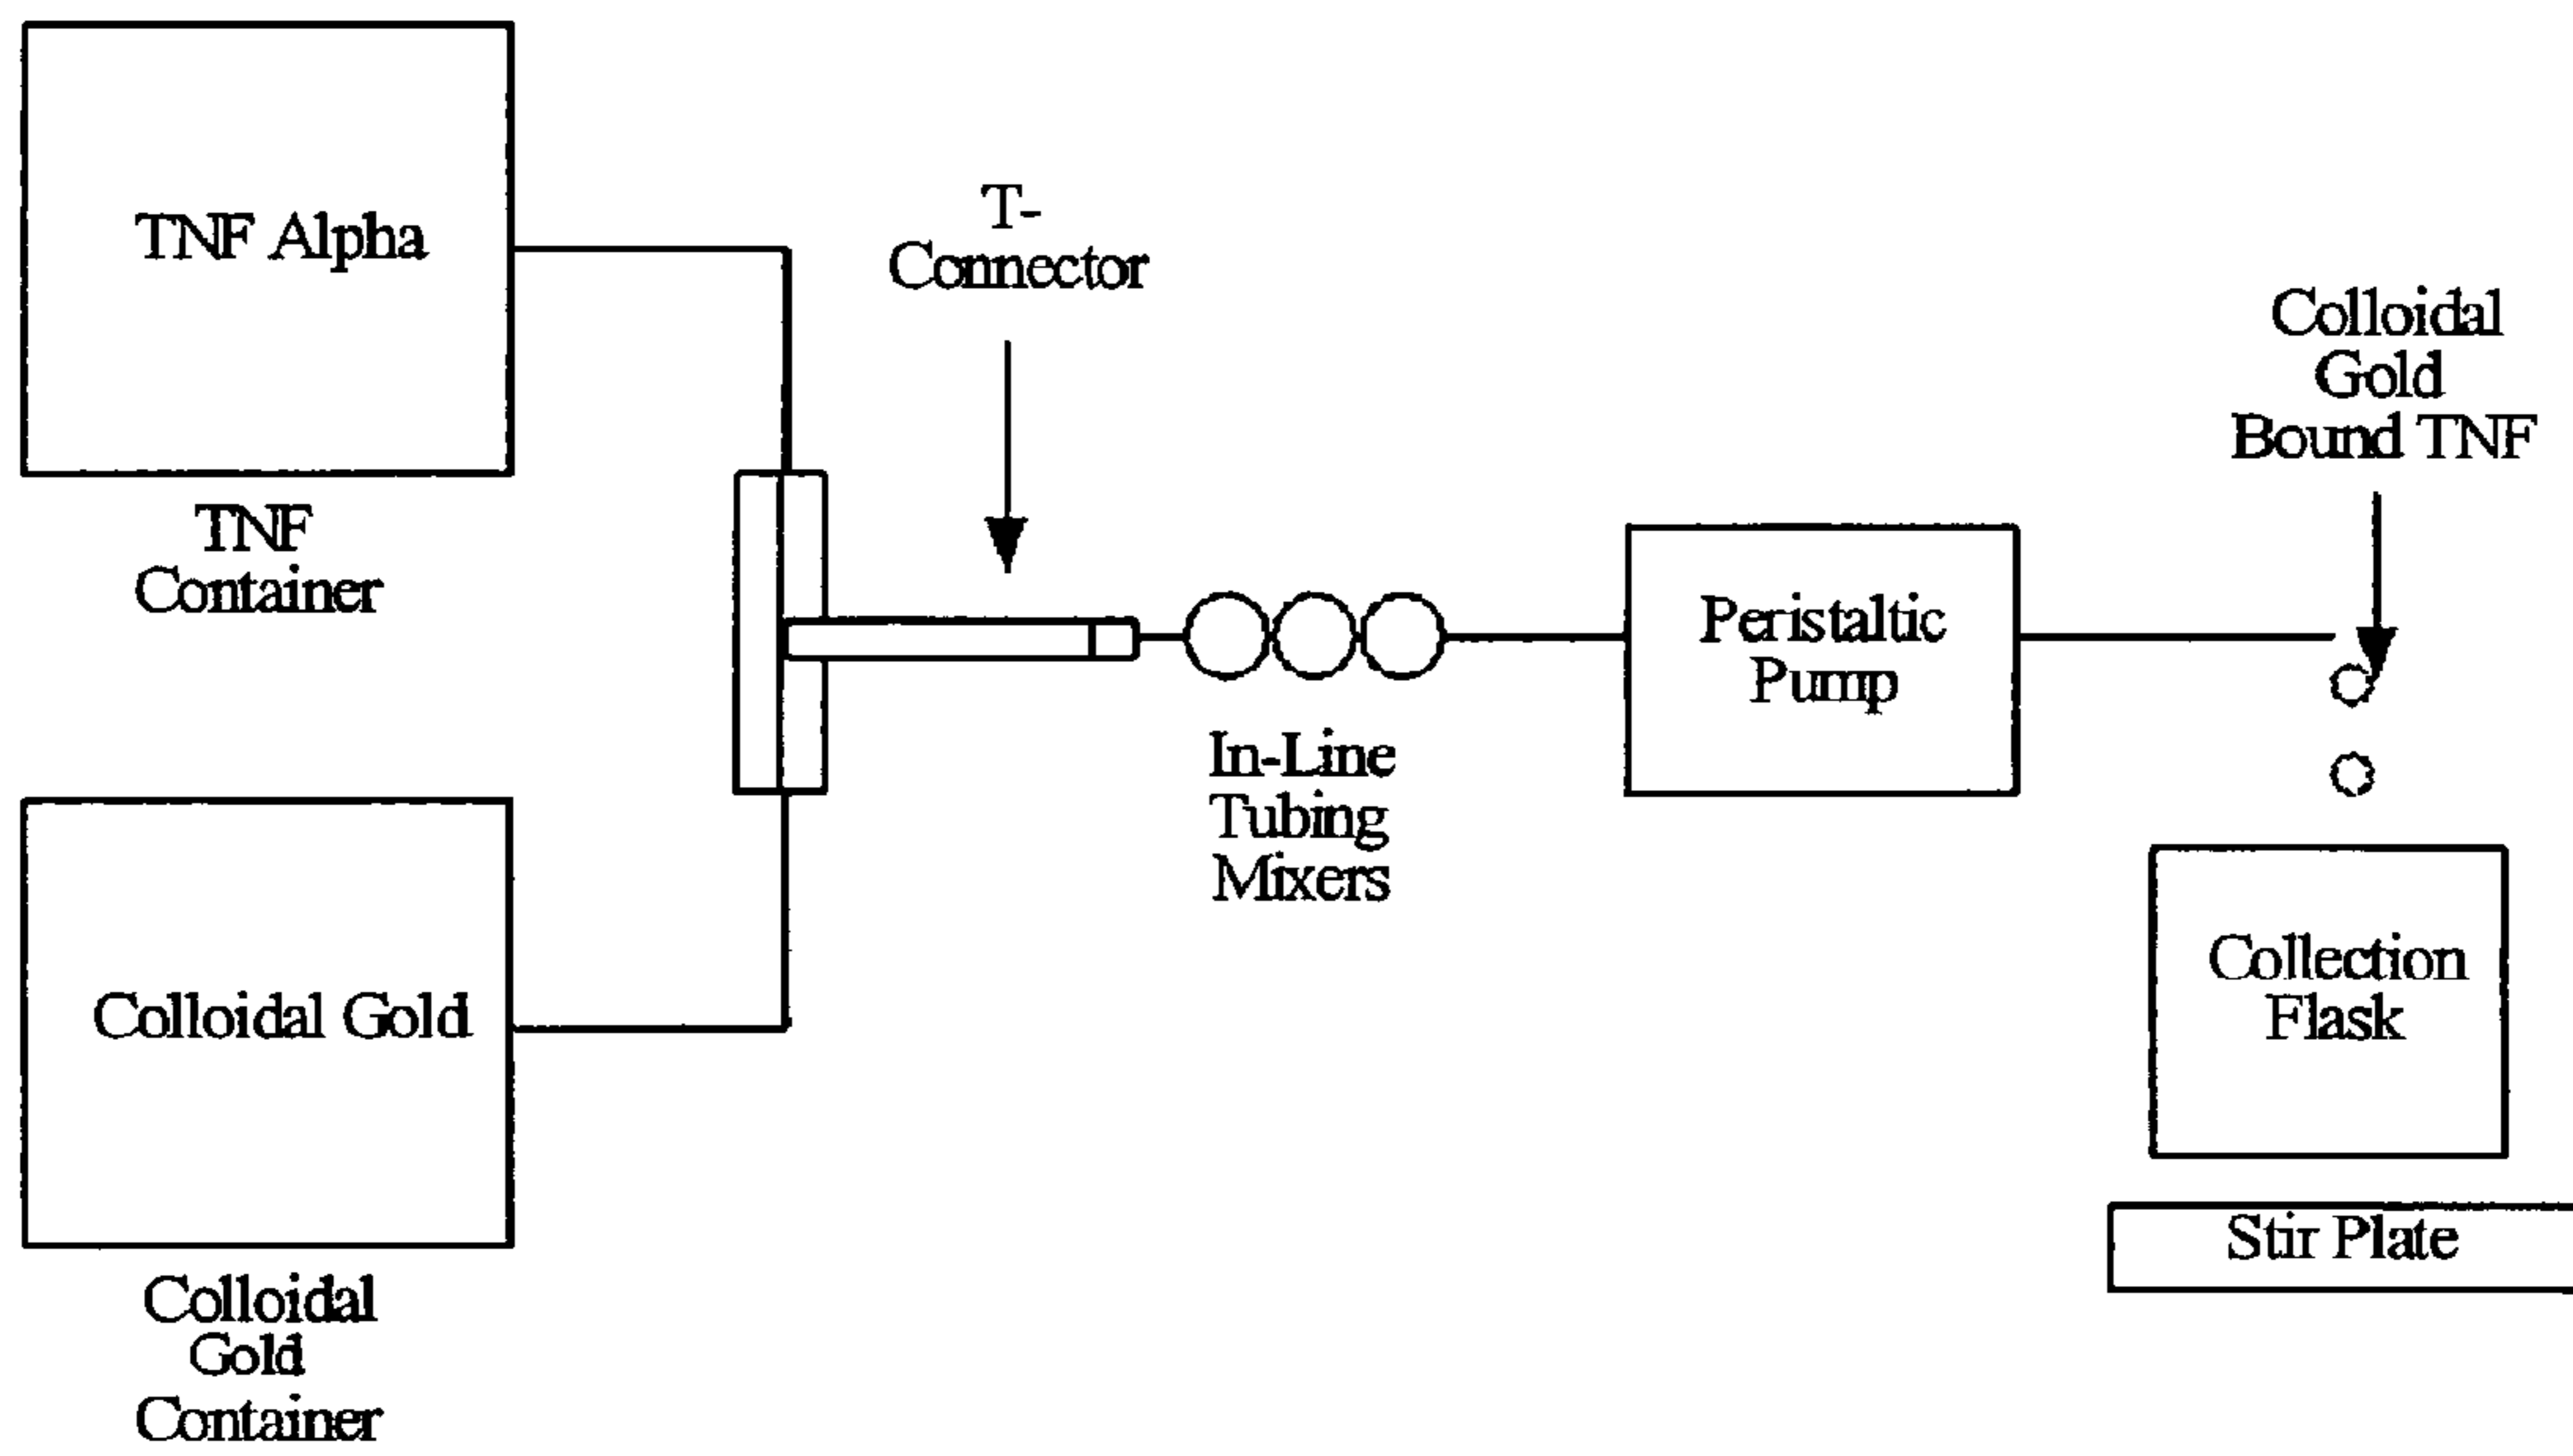 TNF Alpha
TNF
Container
T-
Connector
Colloidal
Gold
Bound TNF
Peristaltic
Pump
In-Line
Tubing
Mixers
Colloidal Gold
Colloidal
Gold
Container
Collection
Flask
Stir Plate